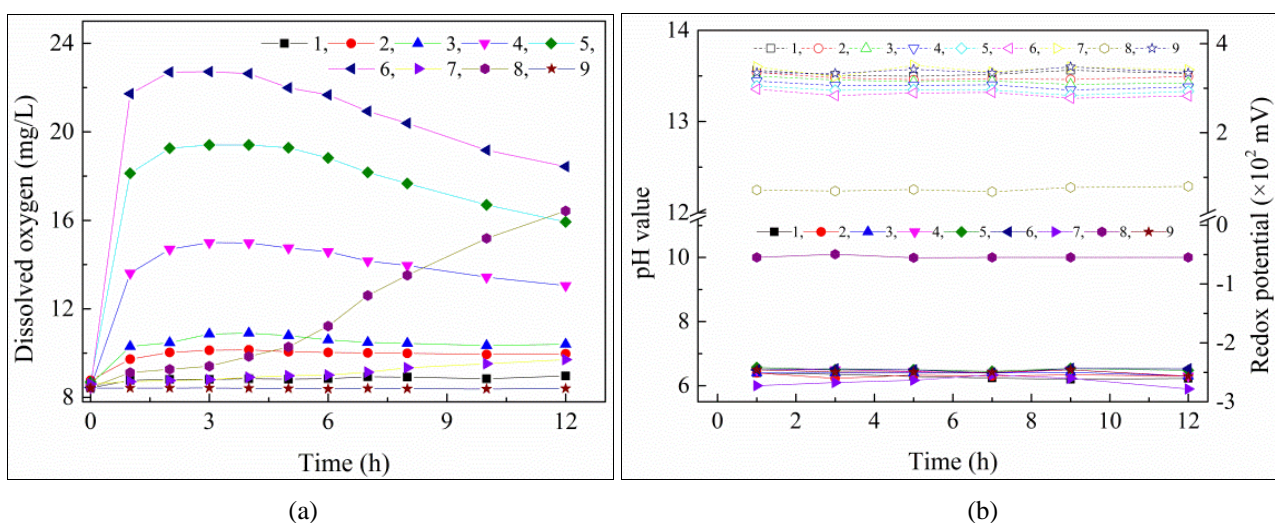 24
20
16
12
8
Dissolved oxygen (mg/L)
1, 2, 3, 4, 5,
6, 7, 8, 9
0 3 6 9 12
Time (h)
(a)
14
13
12
10
8
6
pH value
1, 2, 3, 4, 5, 6, 7, 8, 9
1, 2, 3, 4, 5, 6, 7, 8, 9
4
2
0
-1
-2
-3
Redox potential (×10² mV)
0 2 4 6 8 10 12
Time (h)
(b)